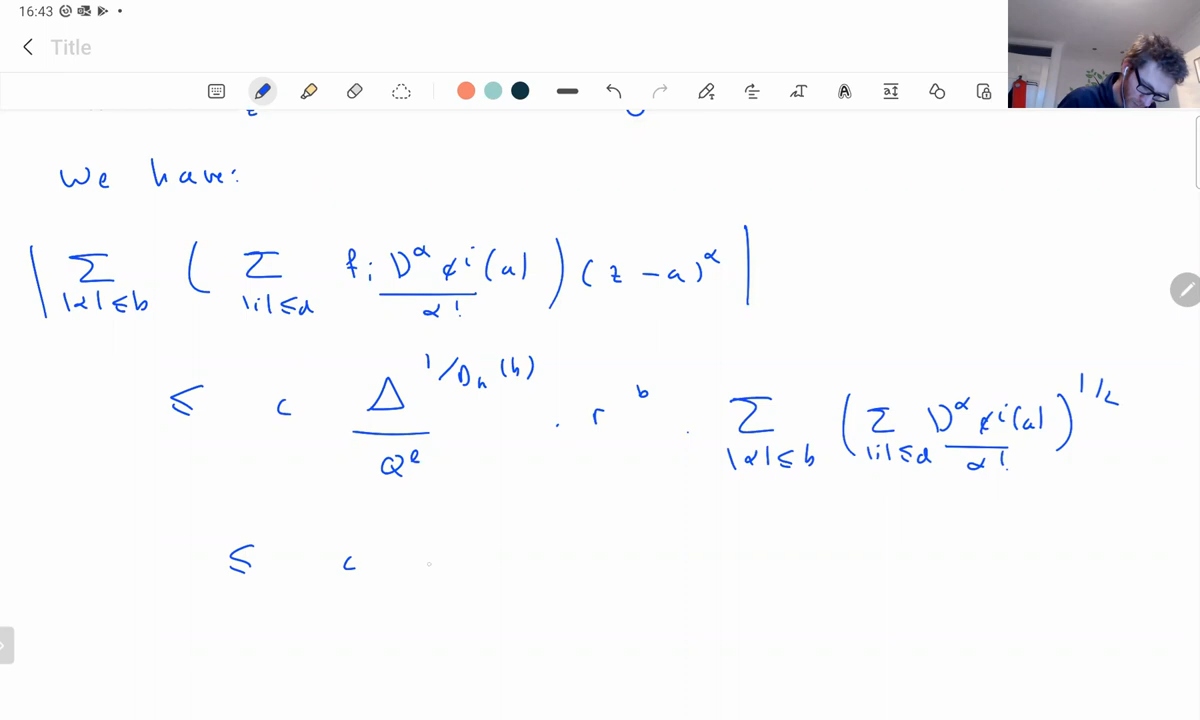 16:43
Title
We have:
| Σ_{|α|≤b} ( Σ_{|i|≤d} f_i D^α φ^i(a) / α! ) (z - a)^α |
≤ c Δ^{1/D_n(b)} / Q^e · r^b · Σ_{|α|≤b} ( Σ_{|i|≤d} D^α φ^i(a) / α! )^{1/2}
≤ c